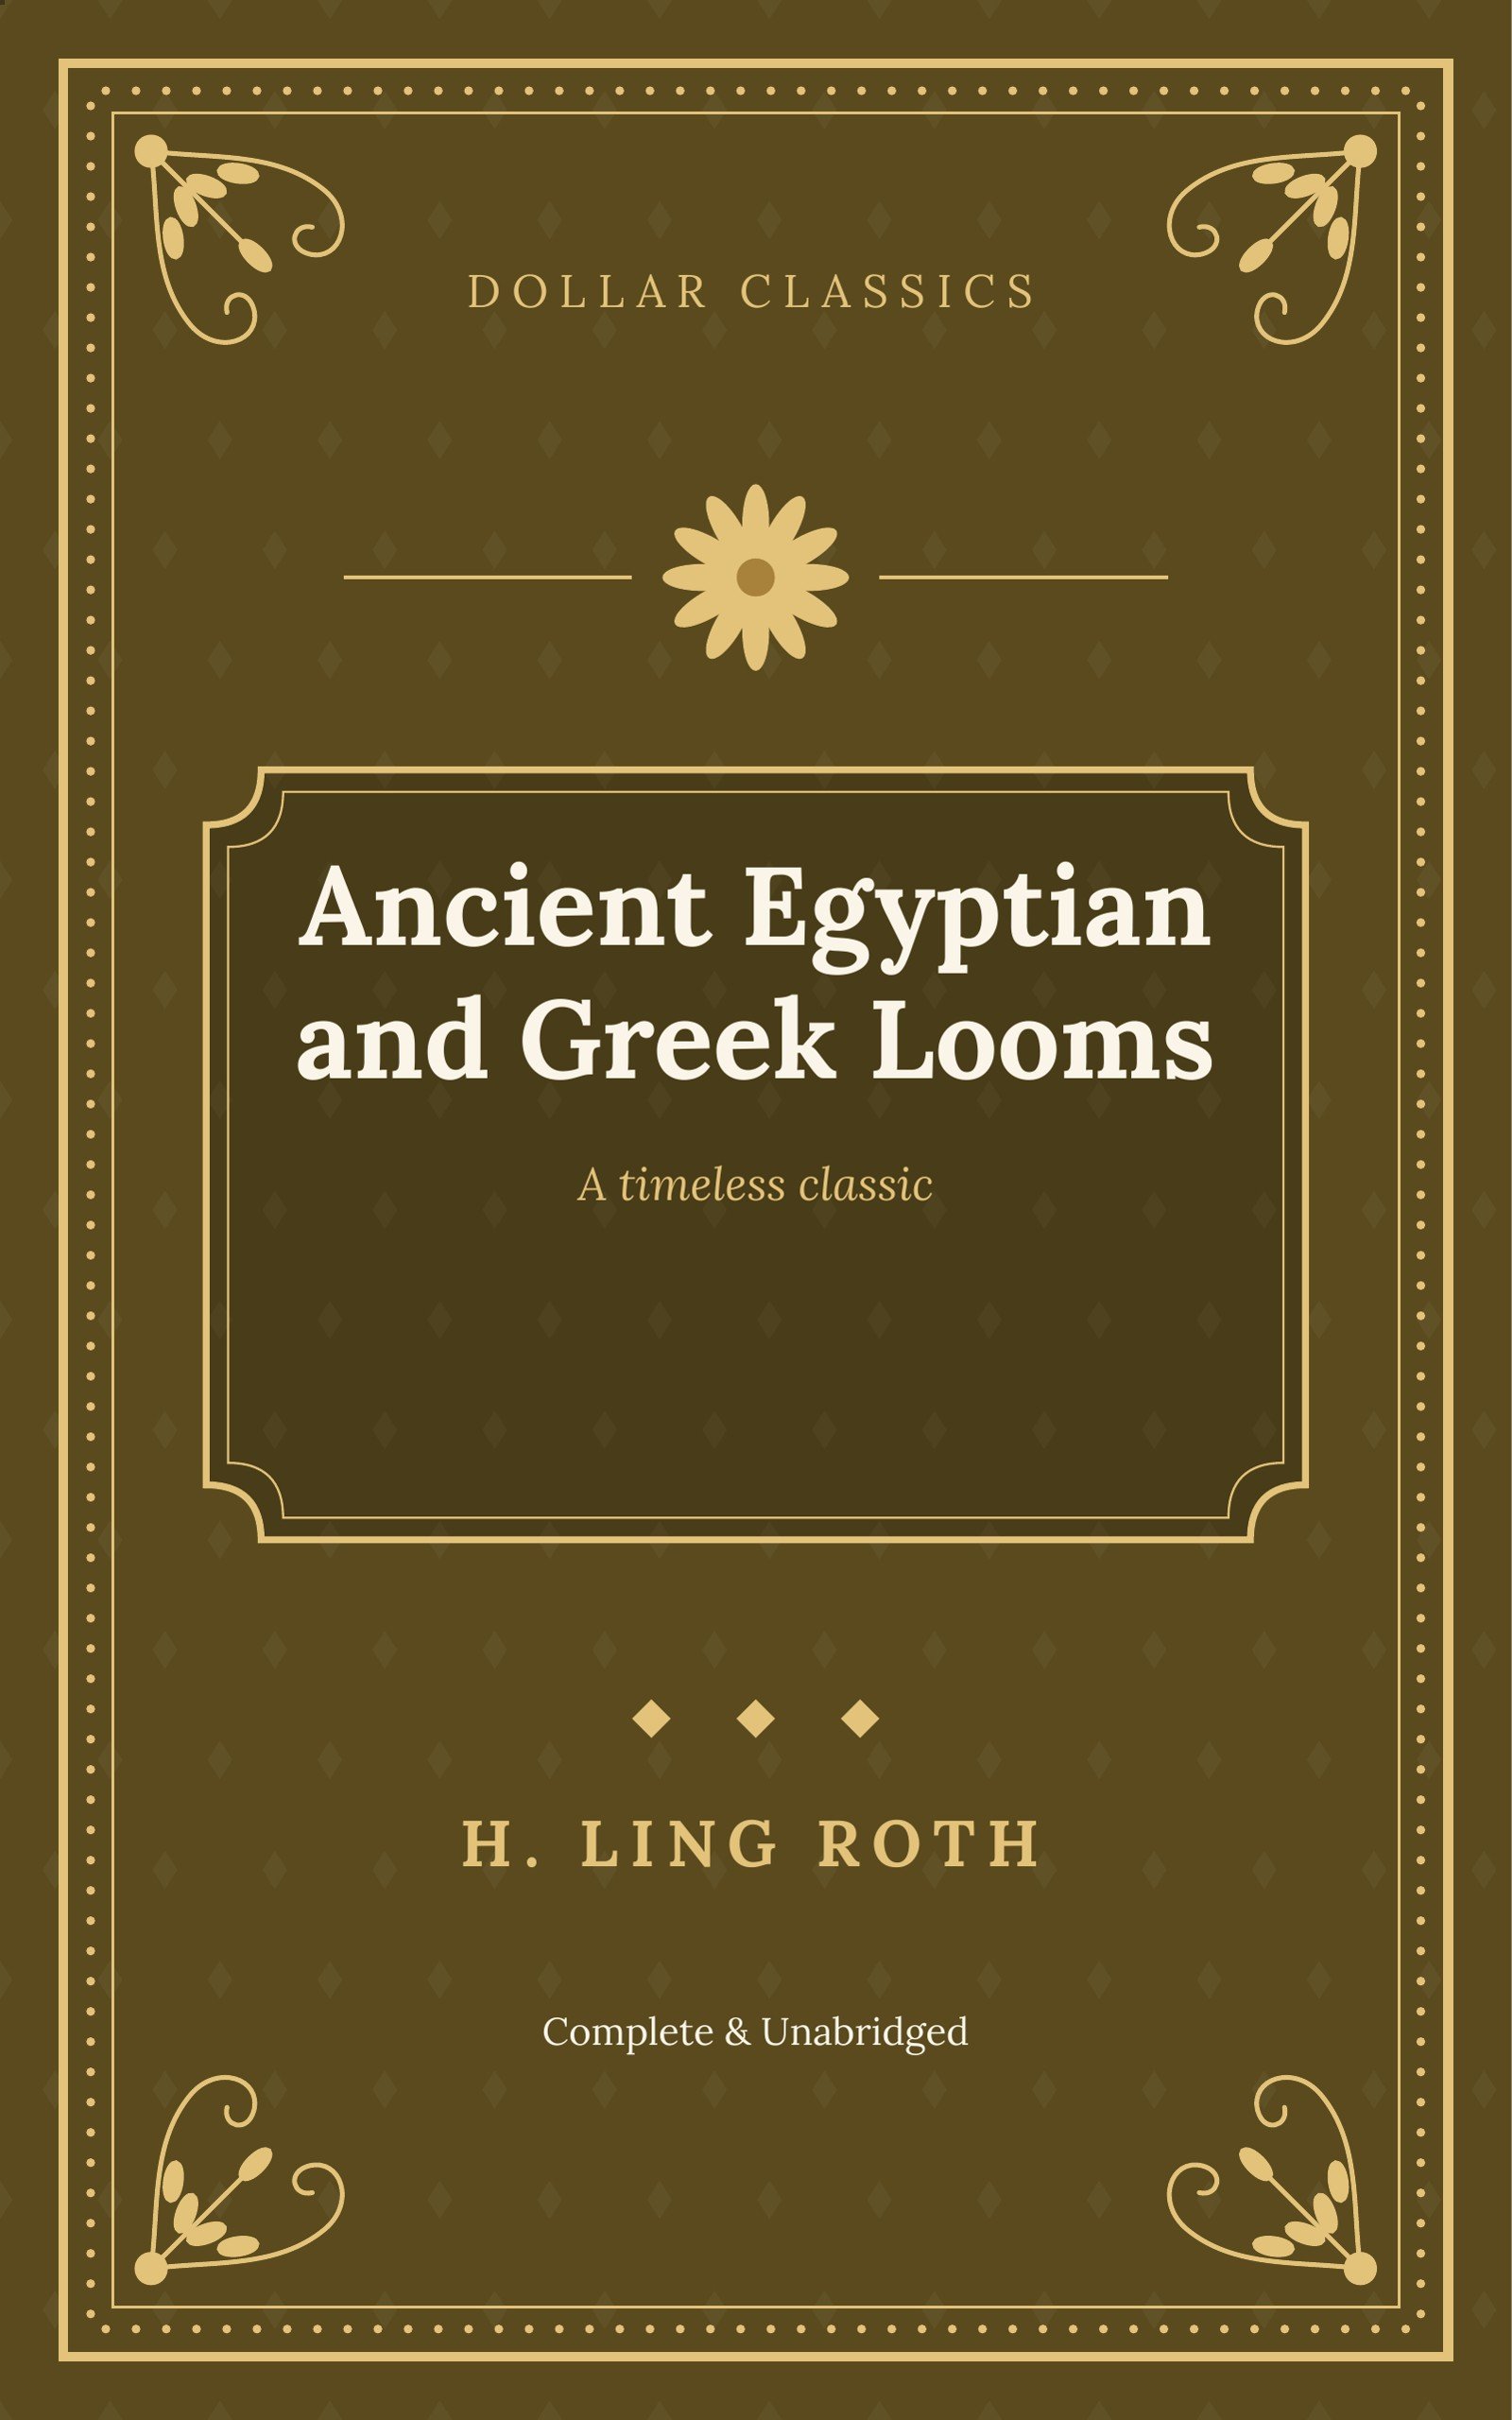 DOLLAR CLASSICS
Ancient Egyptian
and Greek Looms
A timeless classic
H. LING ROTH
Complete & Unabridged